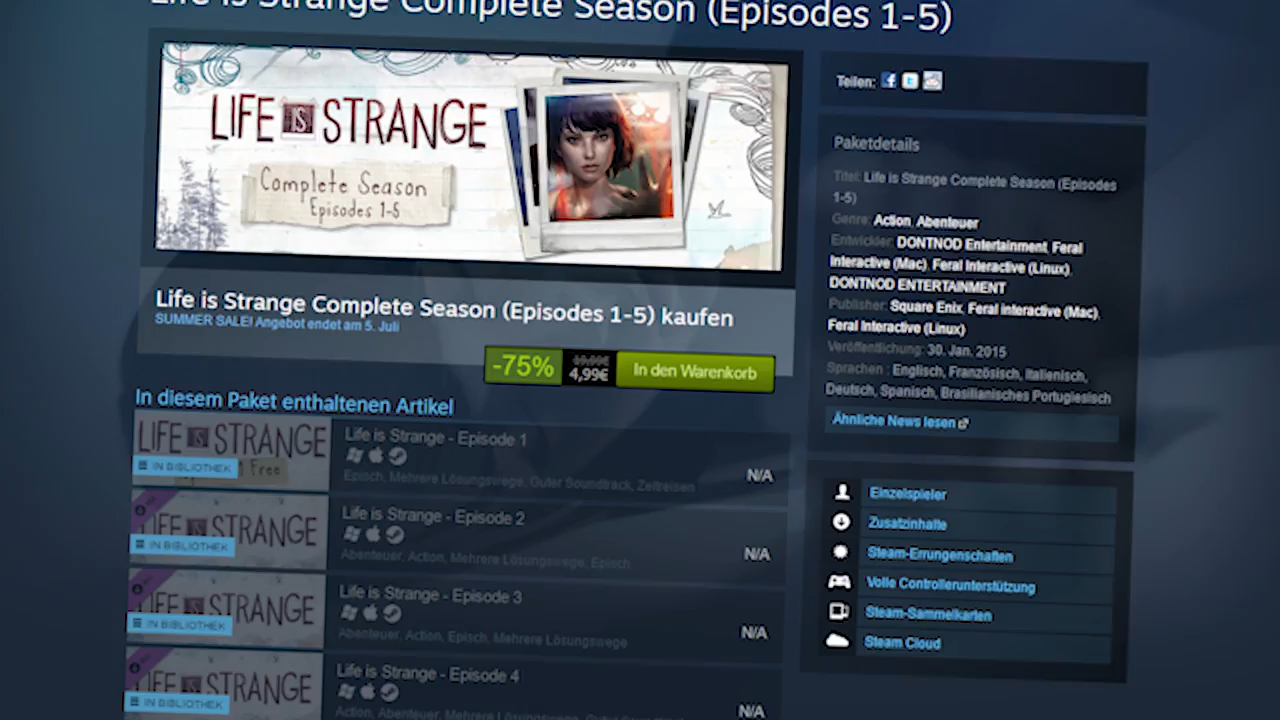 Life is Strange Complete Season (Episodes 1-5)
LIFE IS STRANGE
Complete Season
Episodes 1-5
Life is Strange Complete Season (Episodes 1-5) kaufen
SUMMER SALE! Angebot endet am 5. Juli
-75%
19,99€
4,99€
In den Warenkorb
In diesem Paket enthaltenen Artikel
LIFE IS STRANGE
Free
IN BIBLIOTHEK
Life is Strange - Episode 1
Episch, Mehrere Lösungswege, Guter Soundtrack, Zeitreisen
N/A
LIFE IS STRANGE
IN BIBLIOTHEK
Life is Strange - Episode 2
Abenteuer, Action, Mehrere Lösungswege, Episch
N/A
LIFE IS STRANGE
IN BIBLIOTHEK
Life is Strange - Episode 3
Abenteuer, Action, Episch, Mehrere Lösungswege
N/A
LIFE IS STRANGE
IN BIBLIOTHEK
Life is Strange - Episode 4
Action, Abenteuer, Mehrere Lösungswege, Guter Soundtrack
N/A
Teilen:
Paketdetails
Titel: Life is Strange Complete Season (Episodes
1-5)
Genre: Action, Abenteuer
Entwickler: DONTNOD Entertainment, Feral
Interactive (Mac), Feral Interactive (Linux),
DONTNOD ENTERTAINMENT
Publisher: Square Enix, Feral interactive (Mac),
Feral Interactive (Linux)
Veröffentlichung: 30. Jan. 2015
Sprachen : Englisch, Französisch, Italienisch,
Deutsch, Spanisch, Brasilianisches Portugiesisch
Ähnliche News lesen
Einzelspieler
Zusatzinhalte
Steam-Errungenschaften
Volle Controllerunterstützung
Steam-Sammelkarten
Steam Cloud